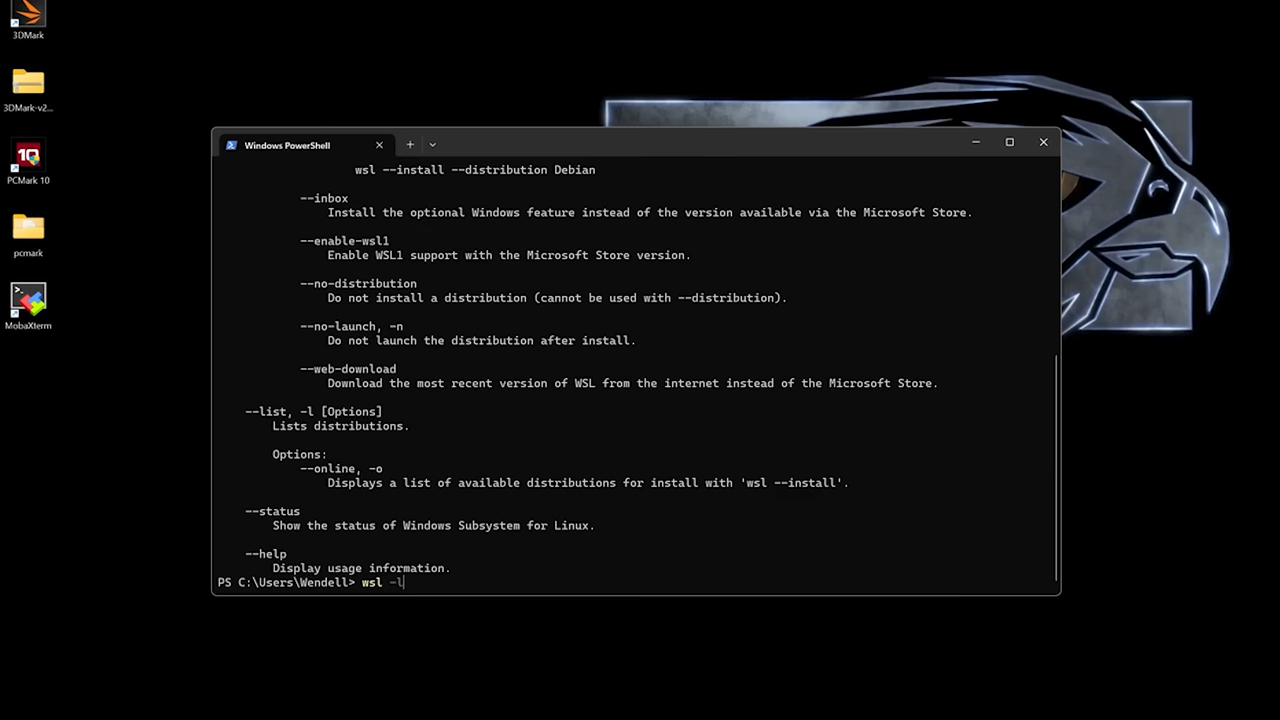 3DMark
3DMark-v2...
PCMark 10
pcmark
MobaXterm
Windows PowerShell
wsl --install --distribution Debian
--inbox
Install the optional Windows feature instead of the version available via the Microsoft Store.
--enable-wsl1
Enable WSL1 support with the Microsoft Store version.
--no-distribution
Do not install a distribution (cannot be used with --distribution).
--no-launch, -n
Do not launch the distribution after install.
--web-download
Download the most recent version of WSL from the internet instead of the Microsoft Store.
--list, -l [Options]
Lists distributions.
Options:
--online, -o
Displays a list of available distributions for install with 'wsl --install'.
--status
Show the status of Windows Subsystem for Linux.
--help
Display usage information.
PS C:\Users\Wendell> wsl -l